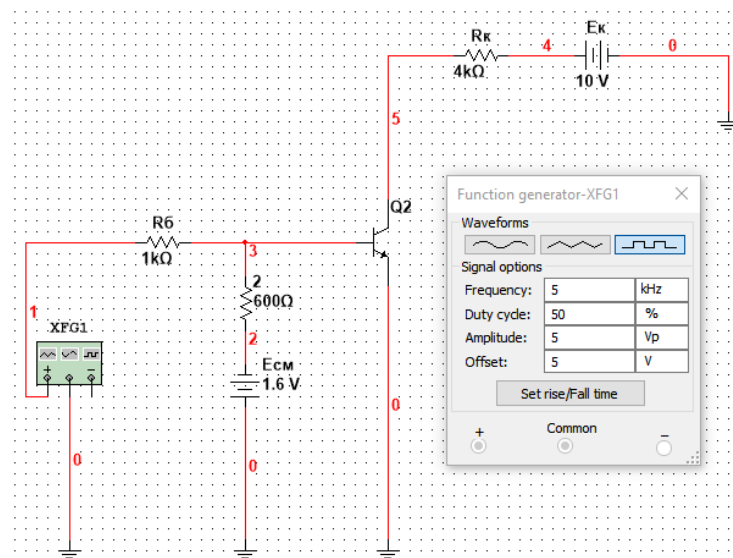 Rк
4kΩ
4
Eк
10 V
0
5
Q2
R6
1kΩ
3
2
600Ω
2
Eсм
1.6 V
1
XFG1
+
−
0
0
0
Function generator-XFG1
Waveforms
Signal options
Frequency: 5 kHz
Duty cycle: 50 %
Amplitude: 5 Vp
Offset: 5 V
Set rise/Fall time
+ Common −